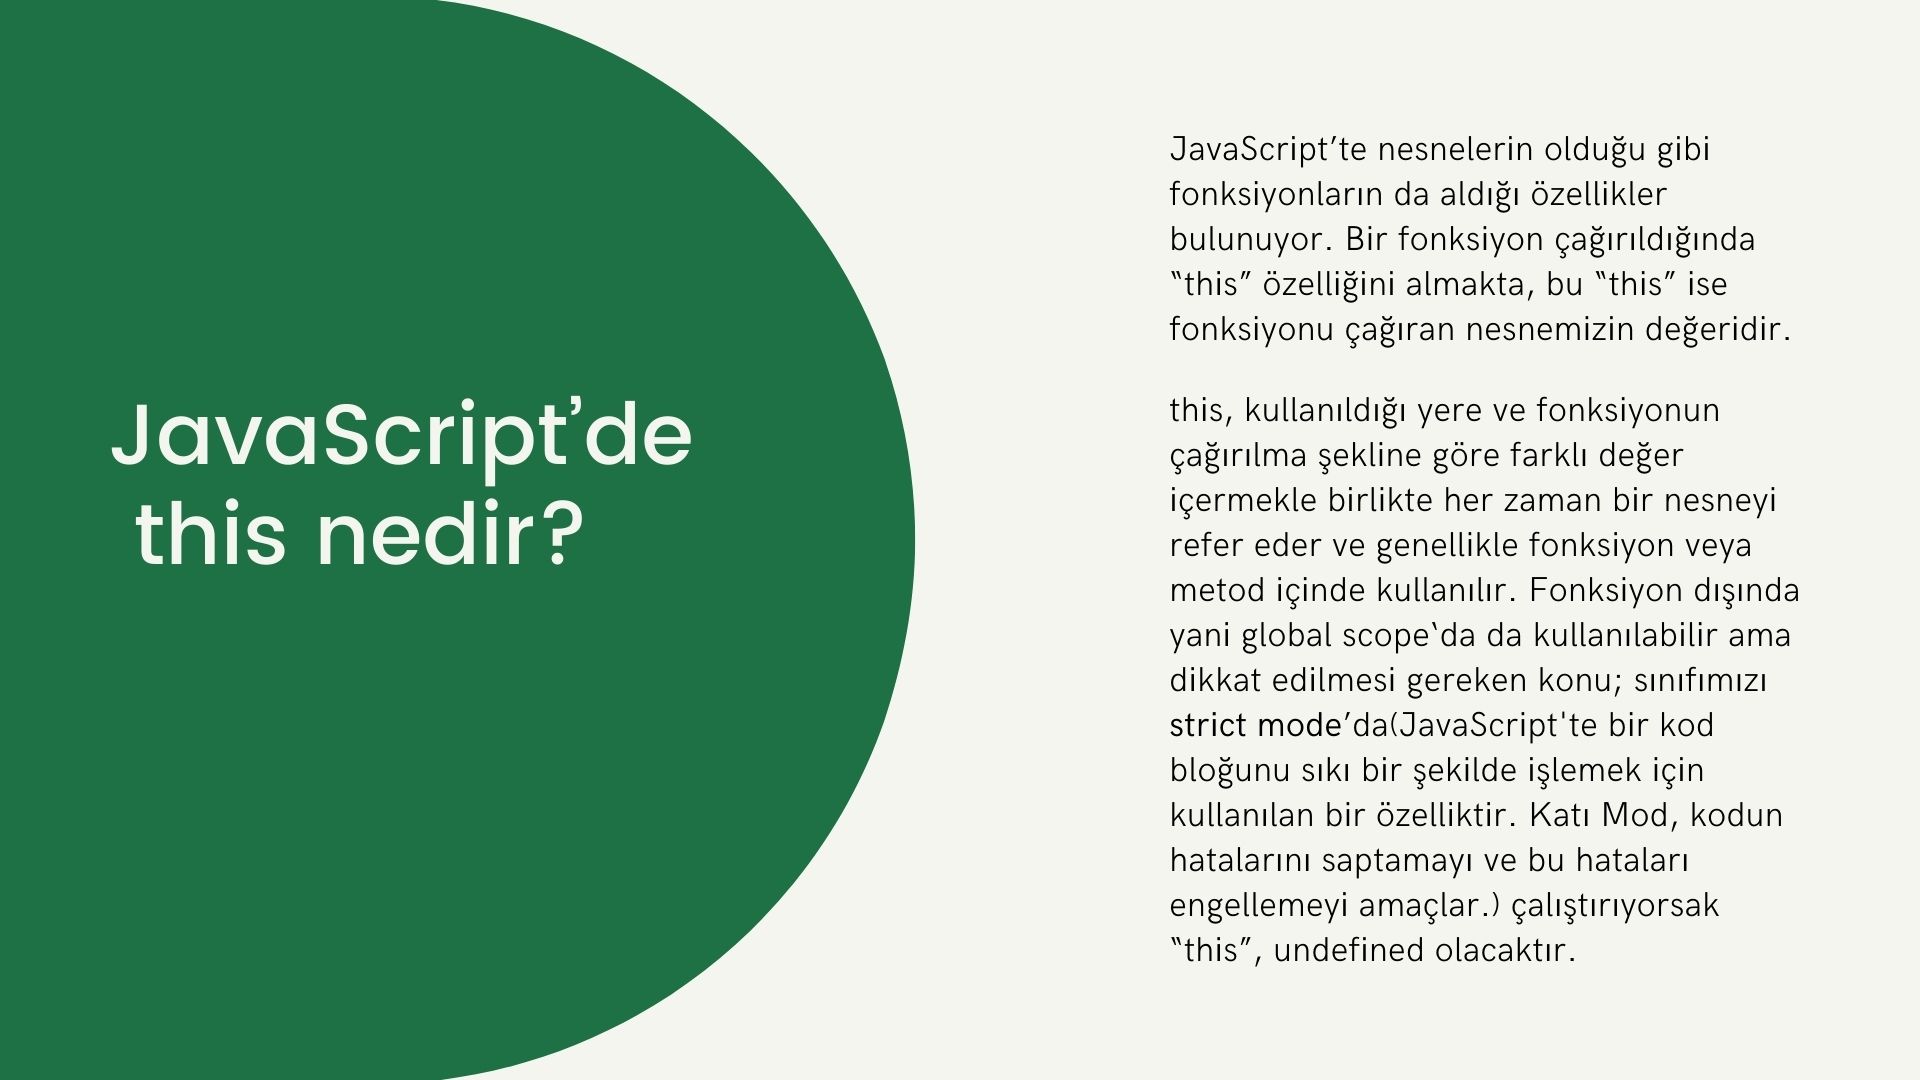 JavaScript’de
this nedir?
JavaScript’te nesnelerin olduğu gibi
fonksiyonların da aldığı özellikler
bulunuyor. Bir fonksiyon çağırıldığında
“this” özelliğini almakta, bu “this” ise
fonksiyonu çağıran nesnemizin değeridir.
this, kullanıldığı yere ve fonksiyonun
çağırılma şekline göre farklı değer
içermekle birlikte her zaman bir nesneyi
refer eder ve genellikle fonksiyon veya
metod içinde kullanılır. Fonksiyon dışında
yani global scope‘da da kullanılabilir ama
dikkat edilmesi gereken konu; sınıfımızı
strict mode’da(JavaScript'te bir kod
bloğunu sıkı bir şekilde işlemek için
kullanılan bir özelliktir. Katı Mod, kodun
hatalarını saptamayı ve bu hataları
engellemeyi amaçlar.) çalıştırıyorsak
“this”, undefined olacaktır.